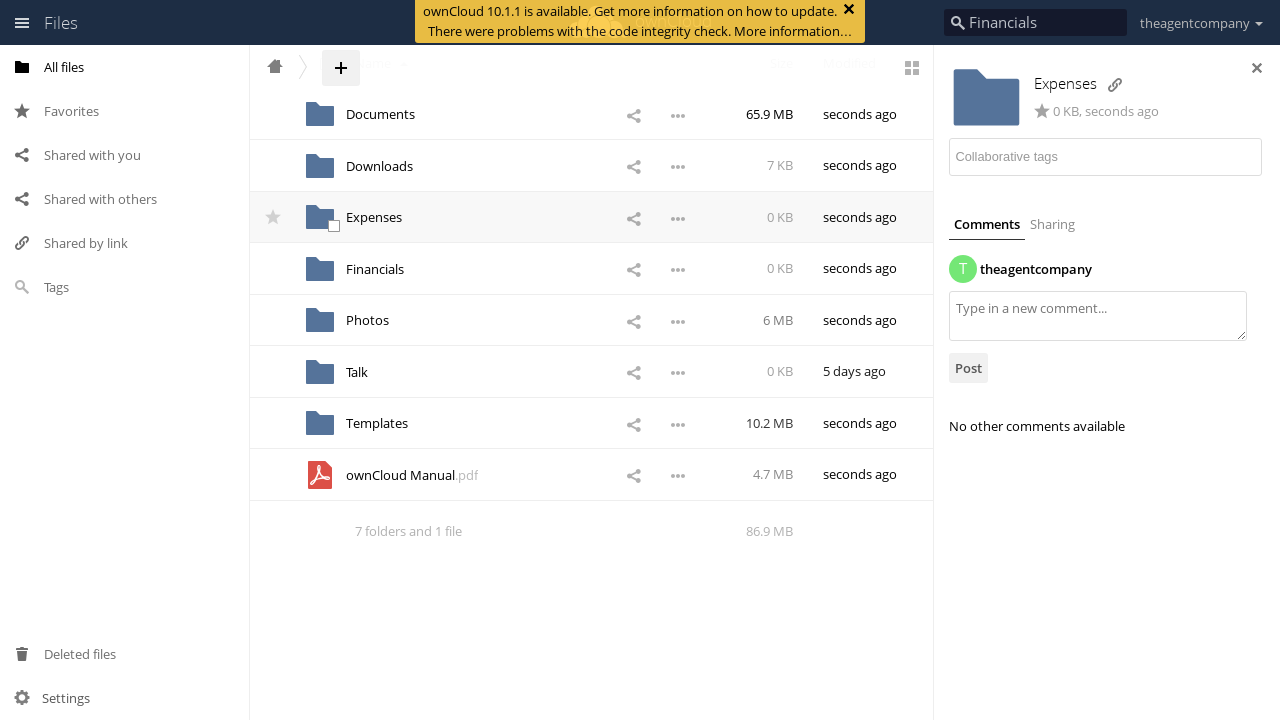 Files
ownCloud 10.1.1 is available. Get more information on how to update.
There were problems with the code integrity check. More information…
Financials
theagentcompany
All files
Favorites
Shared with you
Shared with others
Shared by link
Tags
Deleted files
Settings
Documents 65.9 MB seconds ago
Downloads 7 KB seconds ago
Expenses 0 KB seconds ago
Financials 0 KB seconds ago
Photos 6 MB seconds ago
Talk 0 KB 5 days ago
Templates 10.2 MB seconds ago
ownCloud Manual.pdf 4.7 MB seconds ago
7 folders and 1 file 86.9 MB
Expenses
0 KB, seconds ago
Collaborative tags
Comments Sharing
T theagentcompany
Type in a new comment...
Post
No other comments available